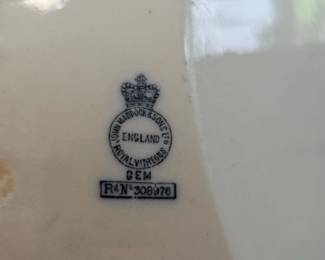 JOHN MADDOCK & SONS LTD
ENGLAND
ROYAL VITREOUS
GEM
Rd. No. 308976